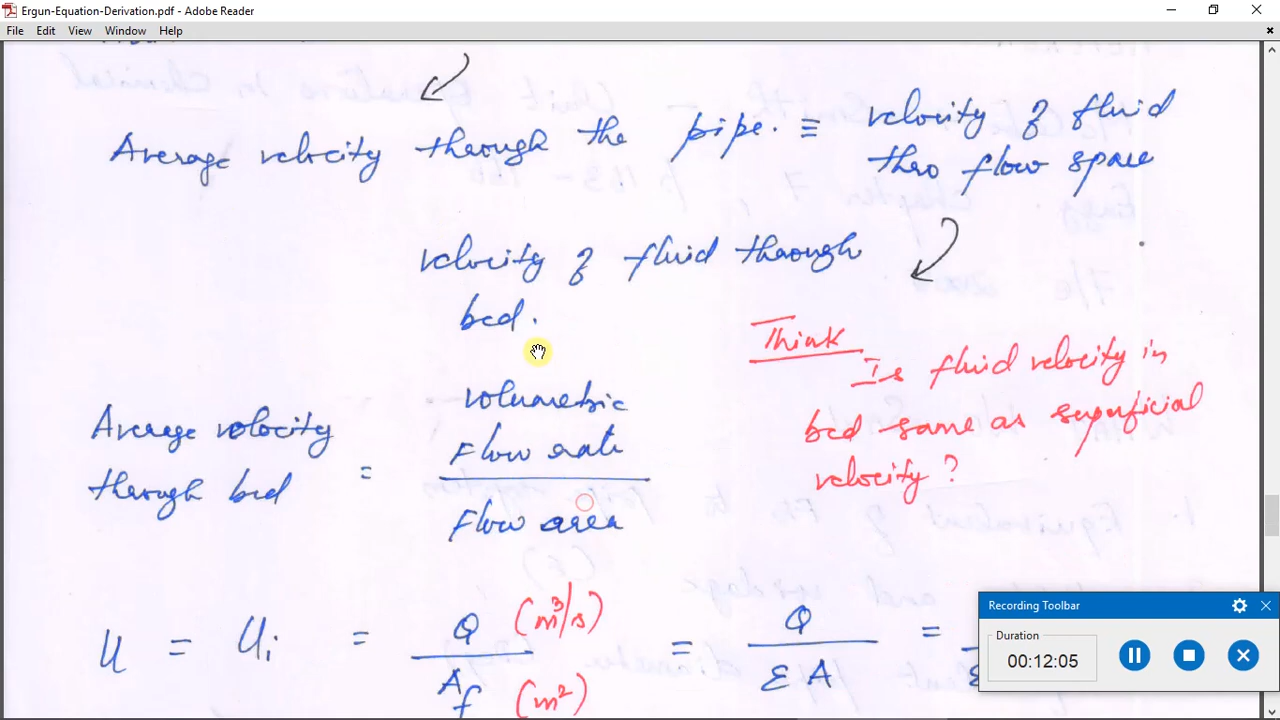 Ergun-Equation-Derivation.pdf - Adobe Reader
File Edit View Window Help
Average velocity through the pipe. ≡ velocity of fluid
thro flow space
velocity of fluid through
bed.
Think
Is fluid velocity in
bed same as superficial
velocity?
Average velocity
through bed
=
volumetric
Flow rate
Flow area
U = Ui = Q (m³/s) / Af (m²) = Q / εA =
Recording Toolbar
Duration
00:12:05